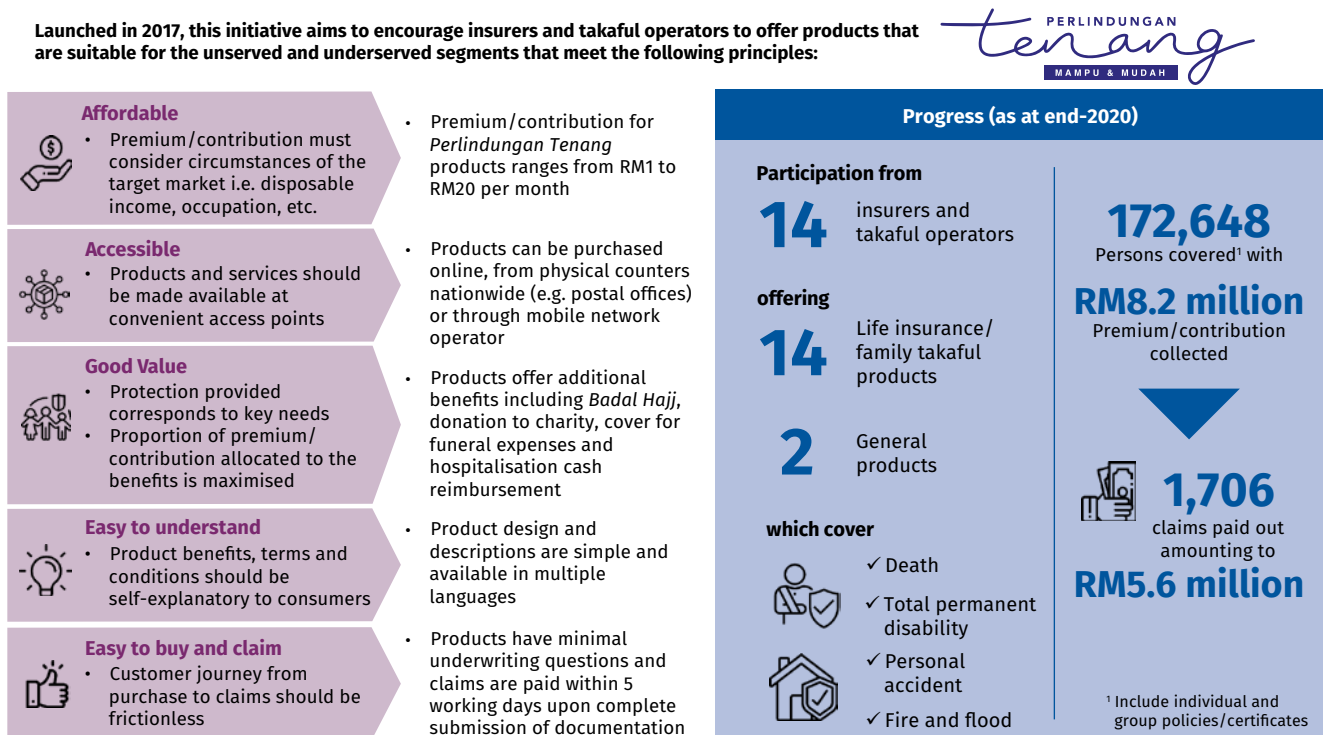 Launched in 2017, this initiative aims to encourage insurers and takaful operators to offer products that
are suitable for the unserved and underserved segments that meet the following principles:
PERLINDUNGAN
tenang
MAMPU & MUDAH
Affordable
• Premium/contribution must
consider circumstances of the
target market i.e. disposable
income, occupation, etc.
• Premium/contribution for
Perlindungan Tenang
products ranges from RM1 to
RM20 per month
Accessible
• Products and services should
be made available at
convenient access points
• Products can be purchased
online, from physical counters
nationwide (e.g. postal offices)
or through mobile network
operator
Good Value
• Protection provided
corresponds to key needs
• Proportion of premium/
contribution allocated to the
benefits is maximised
• Products offer additional
benefits including Badal Hajj,
donation to charity, cover for
funeral expenses and
hospitalisation cash
reimbursement
Easy to understand
• Product benefits, terms and
conditions should be
self-explanatory to consumers
• Product design and
descriptions are simple and
available in multiple
languages
Easy to buy and claim
• Customer journey from
purchase to claims should be
frictionless
• Products have minimal
underwriting questions and
claims are paid within 5
working days upon complete
submission of documentation
Progress (as at end-2020)
Participation from
14
insurers and
takaful operators
offering
14
Life insurance/
family takaful
products
2
General
products
which cover
✓ Death
✓ Total permanent
disability
✓ Personal
accident
✓ Fire and flood
172,648
Persons covered¹ with
RM8.2 million
Premium/contribution
collected
1,706
claims paid out
amounting to
RM5.6 million
¹ Include individual and
group policies/certificates